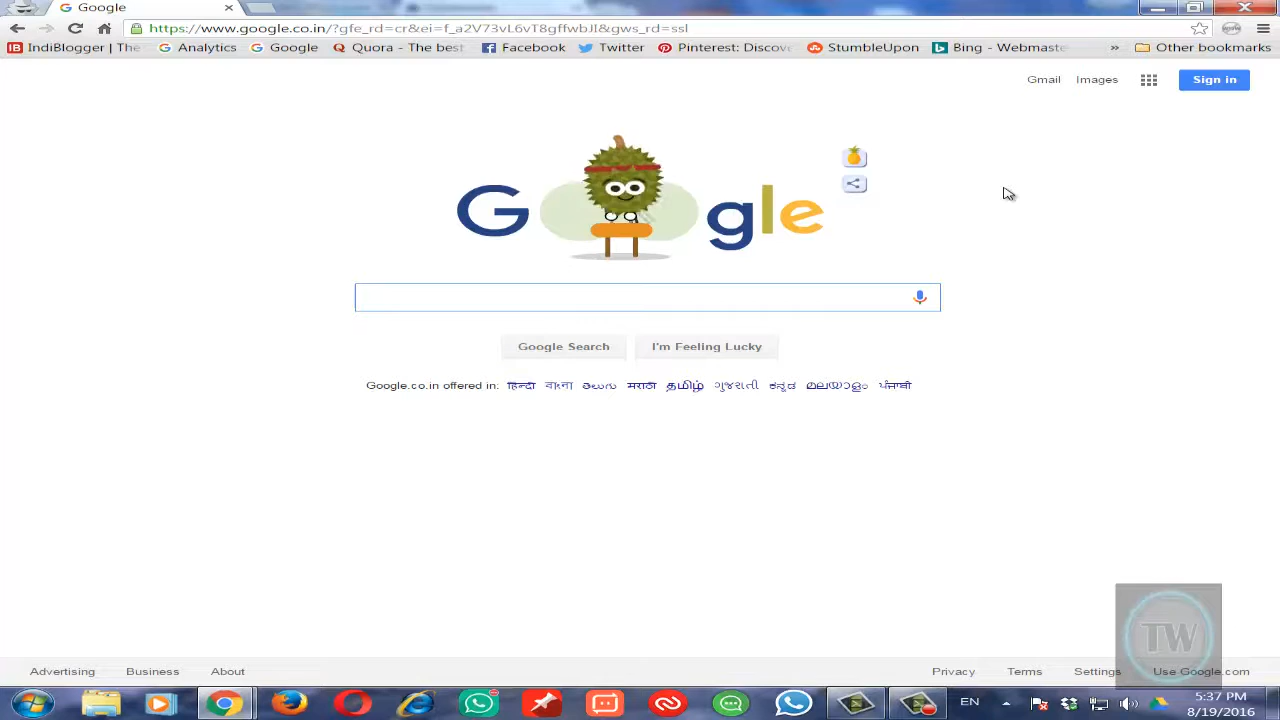 Google
https://www.google.co.in/?gfe_rd=cr&ei=f_a2V73vL6vT8gffwbJI&gws_rd=ssl
IndiBlogger | The
Analytics
Google
Quora - The best
Facebook
Twitter
Pinterest: Discov
StumbleUpon
Bing - Webmaste
»
Other bookmarks
Gmail
Images
Sign in
Google
Google Search
I'm Feeling Lucky
Google.co.in offered in: हिन्दी বাংলা తెలుగు मराठी தமிழ் ગુજરાતી ಕನ್ನಡ മലയാളം ਪੰਜਾਬੀ
TW
Advertising
Business
About
Privacy
Terms
Settings
Use Google.com
EN
5:37 PM
8/19/2016